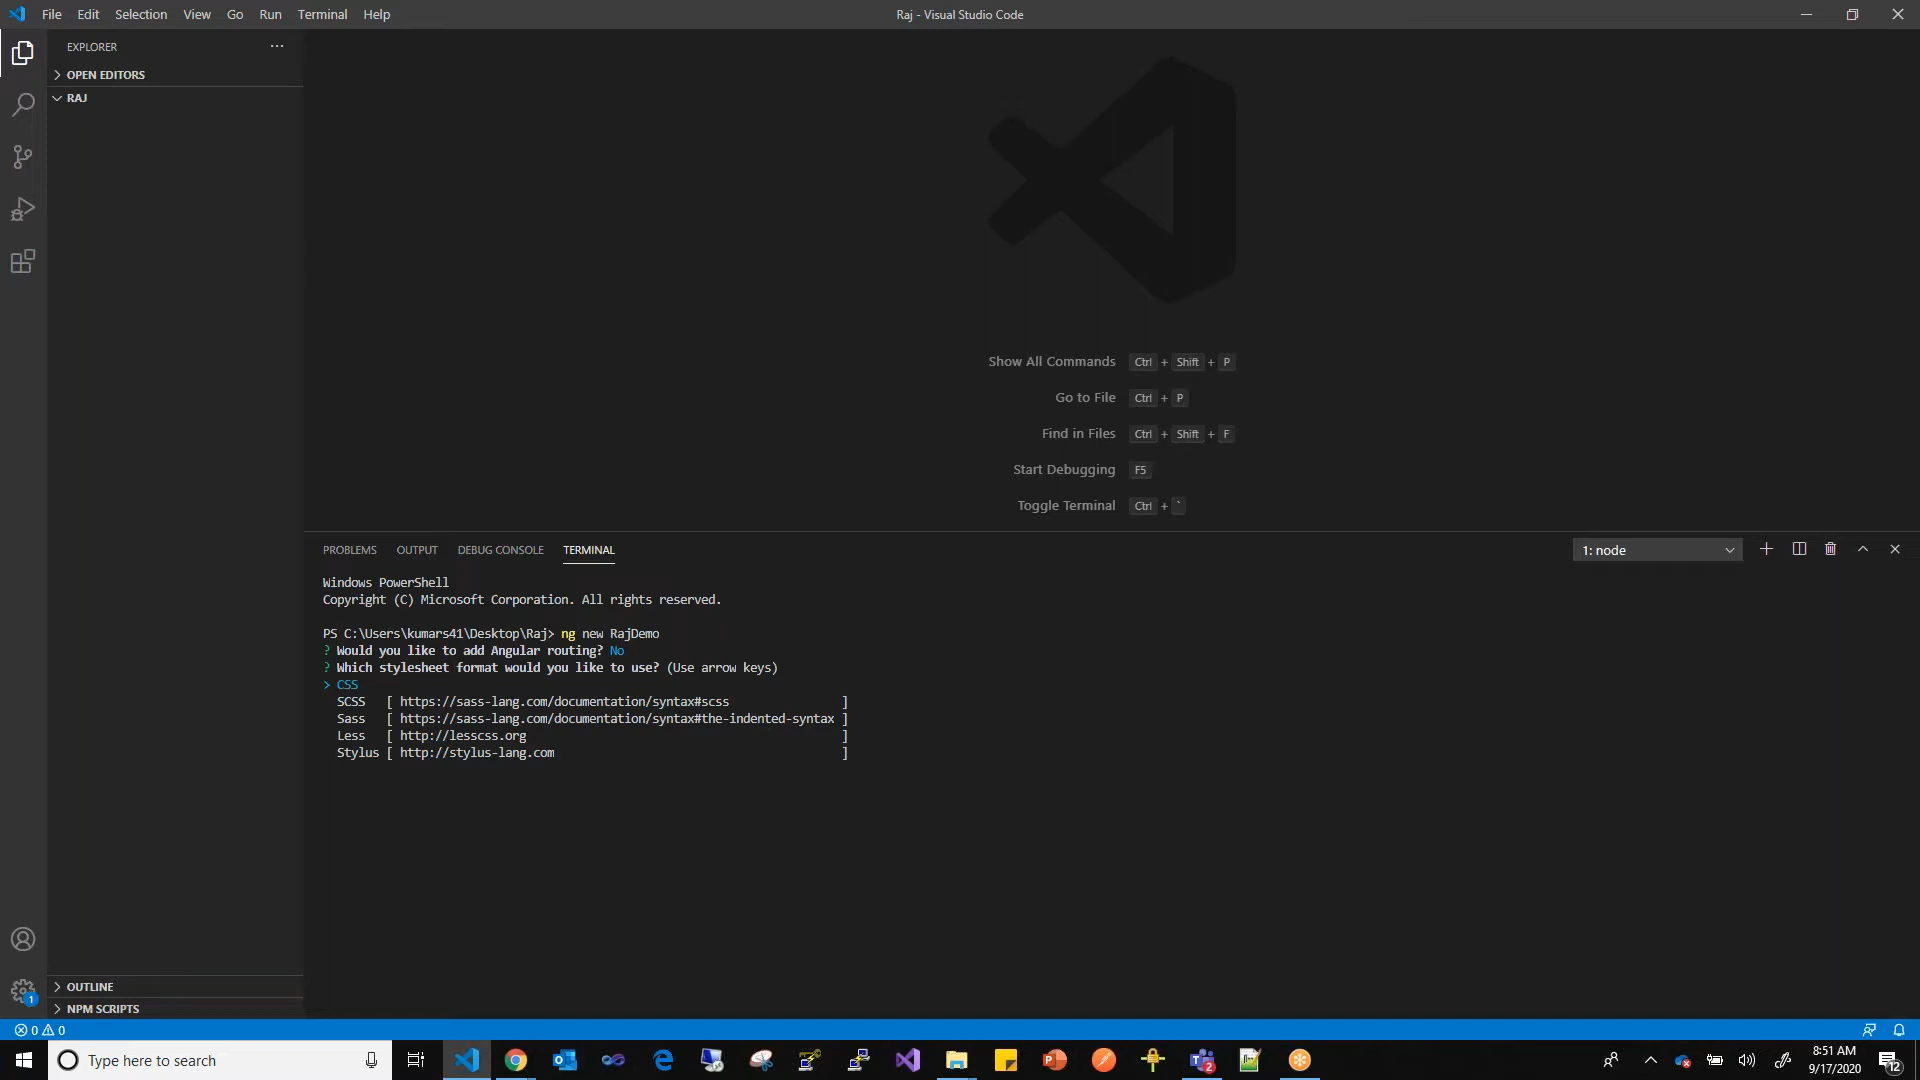 File Edit Selection View Go Run Terminal Help
Raj - Visual Studio Code
EXPLORER
OPEN EDITORS
RAJ
Show All Commands Ctrl + Shift + P
Go to File Ctrl + P
Find in Files Ctrl + Shift + F
Start Debugging F5
Toggle Terminal Ctrl + `
PROBLEMS OUTPUT DEBUG CONSOLE TERMINAL
1: node
Windows PowerShell
Copyright (C) Microsoft Corporation. All rights reserved.
PS C:\Users\kumars41\Desktop\Raj> ng new RajDemo
? Would you like to add Angular routing? No
? Which stylesheet format would you like to use? (Use arrow keys)
> CSS
SCSS [ https://sass-lang.com/documentation/syntax#scss ]
Sass [ https://sass-lang.com/documentation/syntax#the-indented-syntax ]
Less [ http://lesscss.org ]
Stylus [ http://stylus-lang.com ]
OUTLINE
1
NPM SCRIPTS
0 0
Type here to search
2
8:51 AM
9/17/2020
12